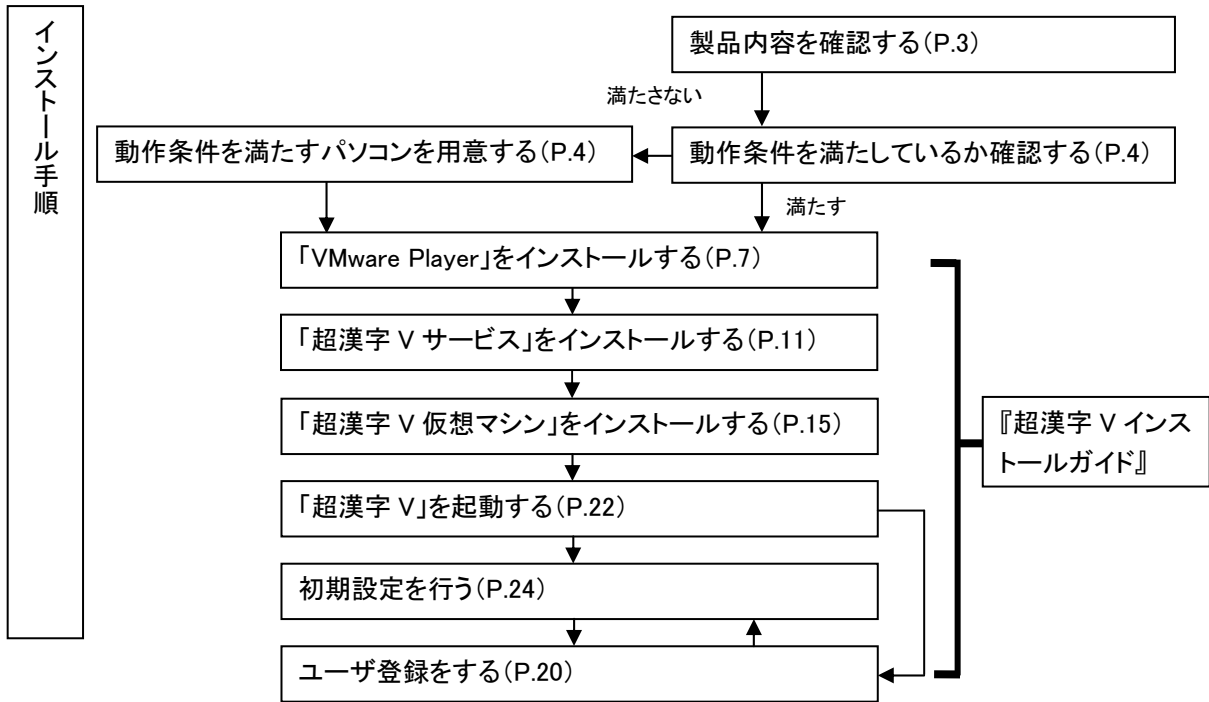 インストール手順
製品内容を確認する(P.3)
満たさない
動作条件を満たすパソコンを用意する(P.4)
動作条件を満たしているか確認する(P.4)
満たす
「VMware Player」をインストールする(P.7)
「超漢字 V サービス」をインストールする(P.11)
「超漢字 V 仮想マシン」をインストールする(P.15)
『超漢字 V インス
トールガイド』
「超漢字 V」を起動する(P.22)
初期設定を行う(P.24)
ユーザ登録をする(P.20)